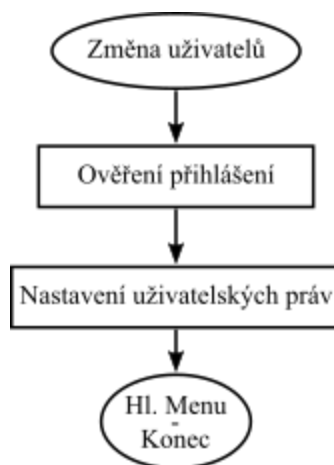 Změna uživatelů
Ověření přihlášení
Nastavení uživatelských práv
Hl. Menu
-
Konec